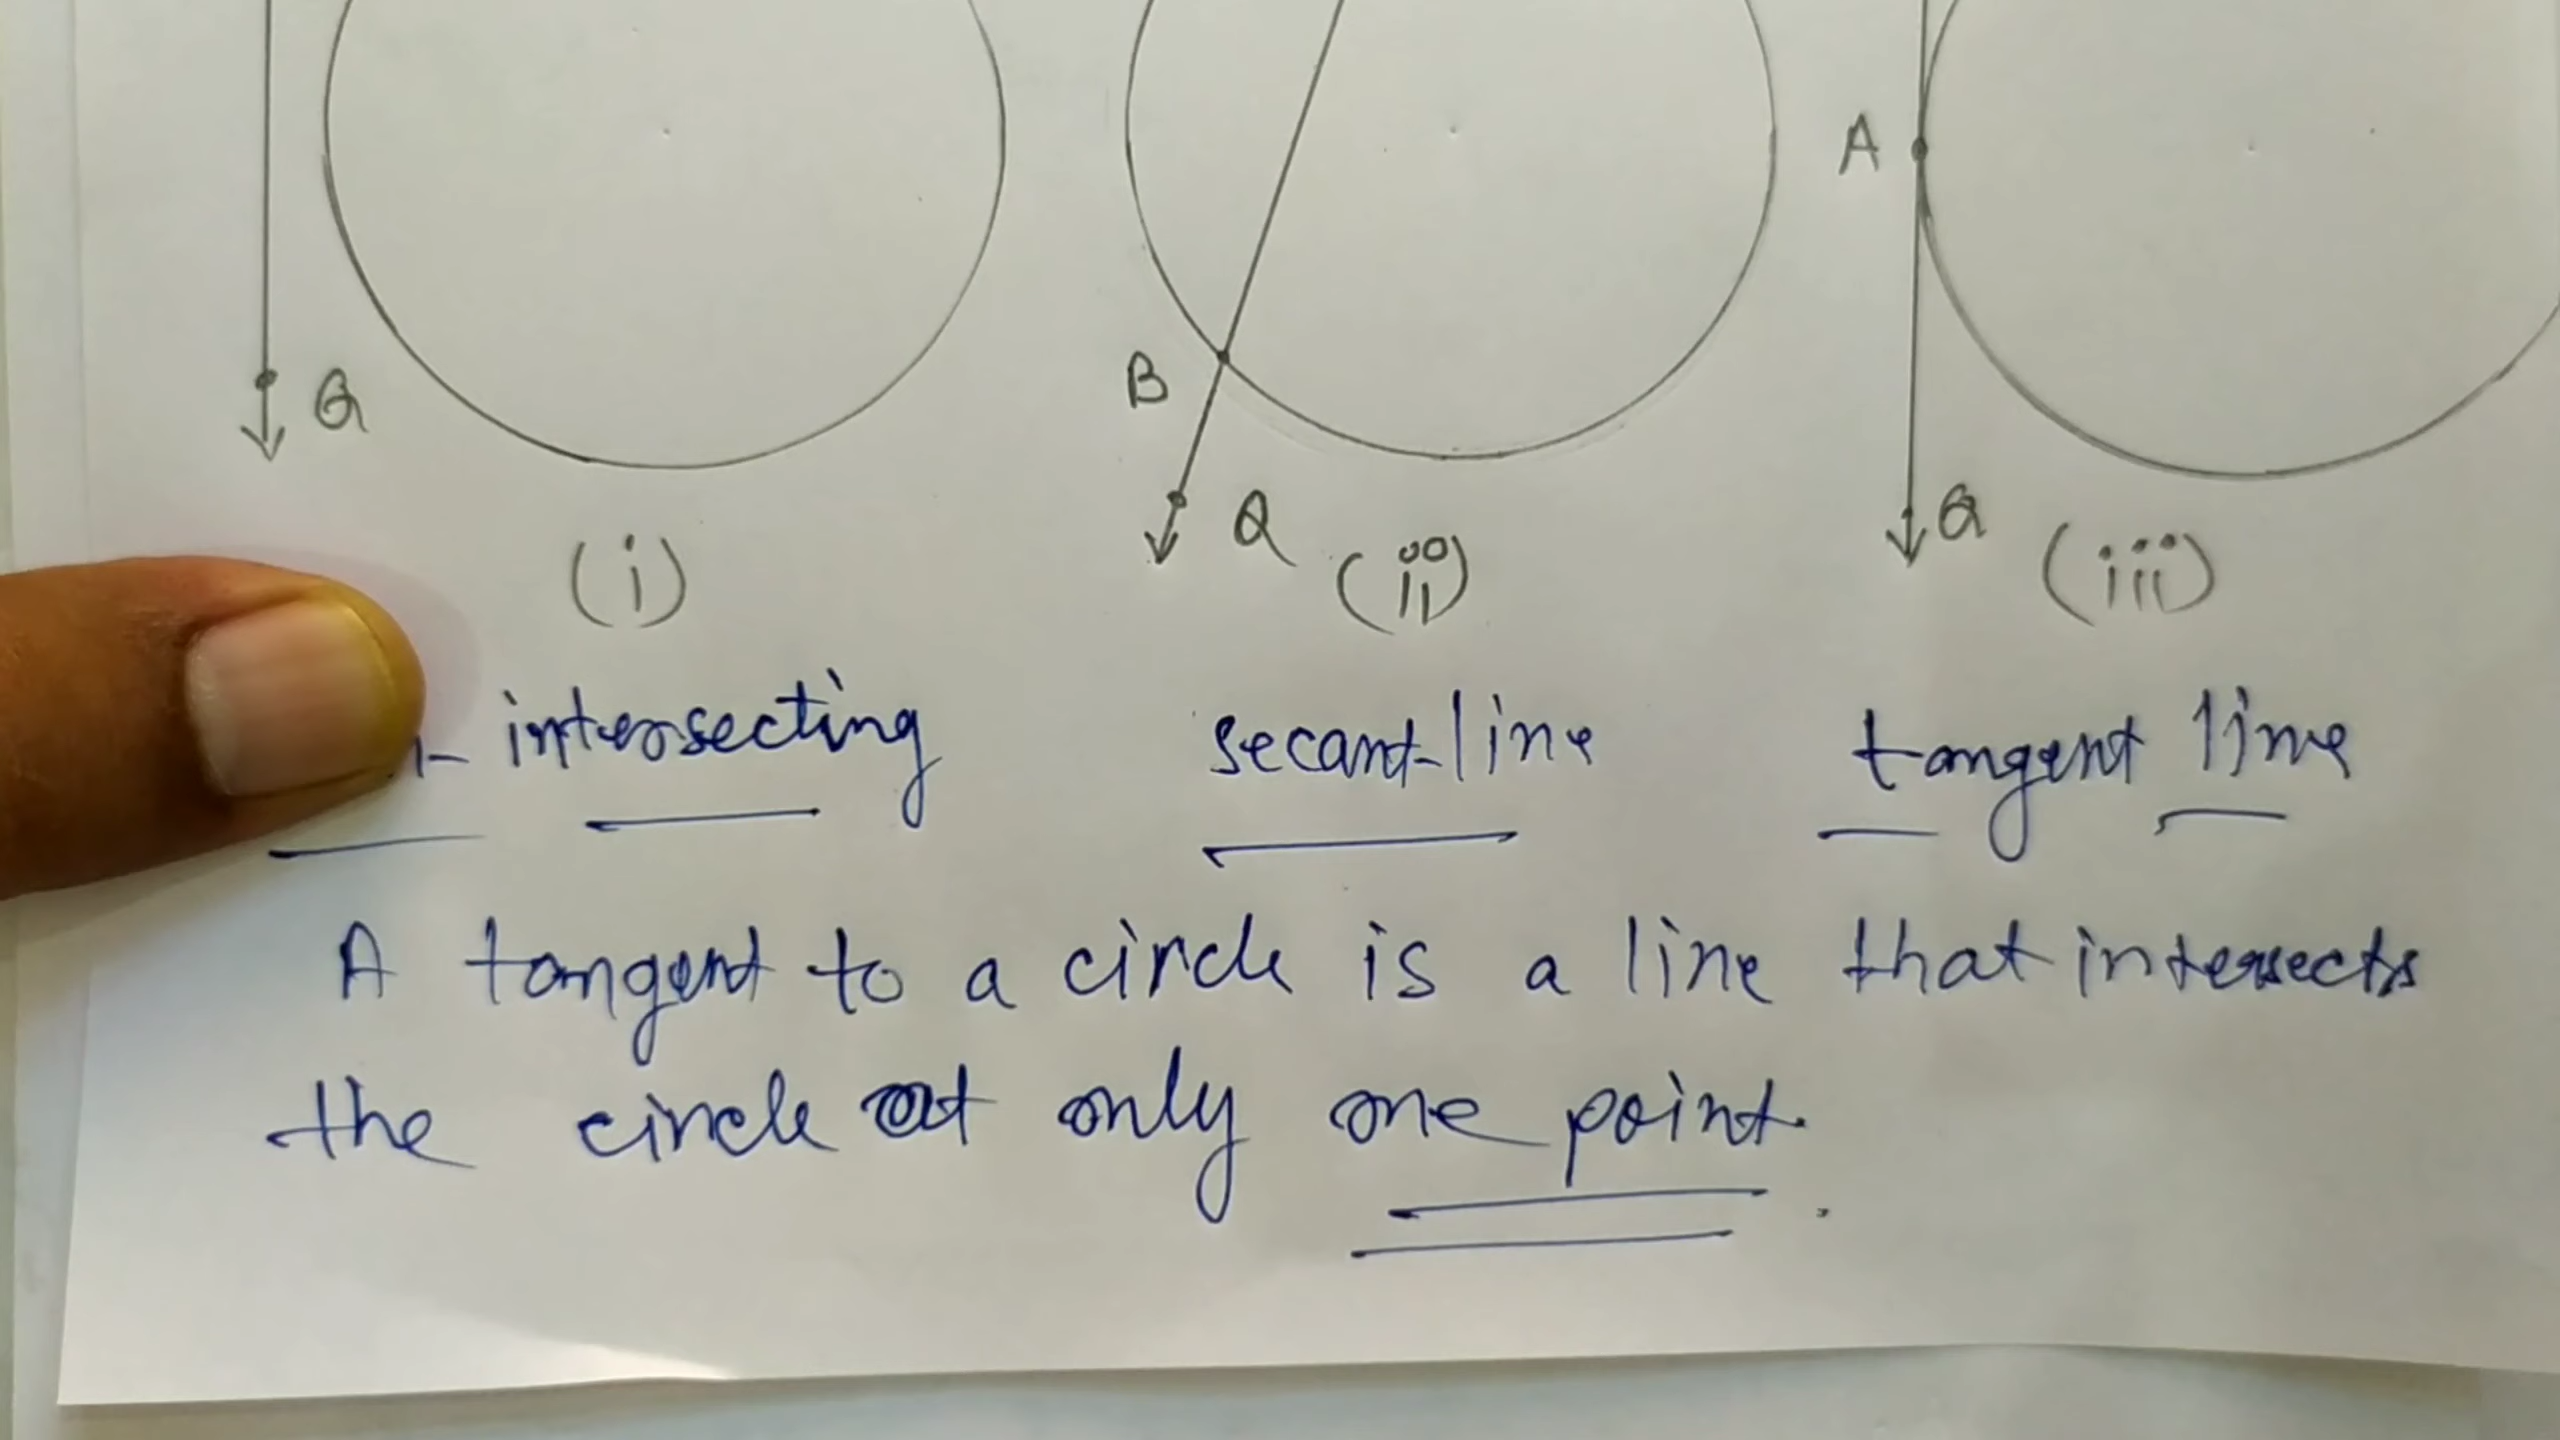 A
Q
B
Q
Q
(i) (ii) (iii)
intersecting secant line tangent line
A tangent to a circle is a line that intersects
the circle at only one point.